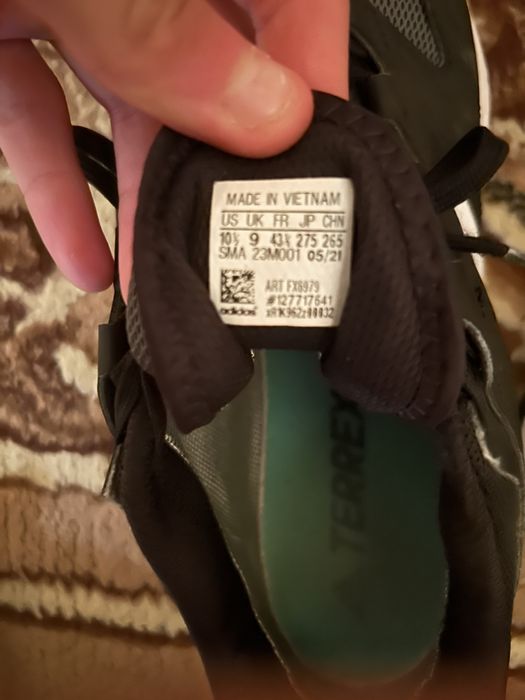 MADE IN VIETNAM
US UK FR JP CHN
10½ 9 43⅓ 275 265
SMA 23M001 05/21
ART FX6979
#127717641
adidas
TERREX